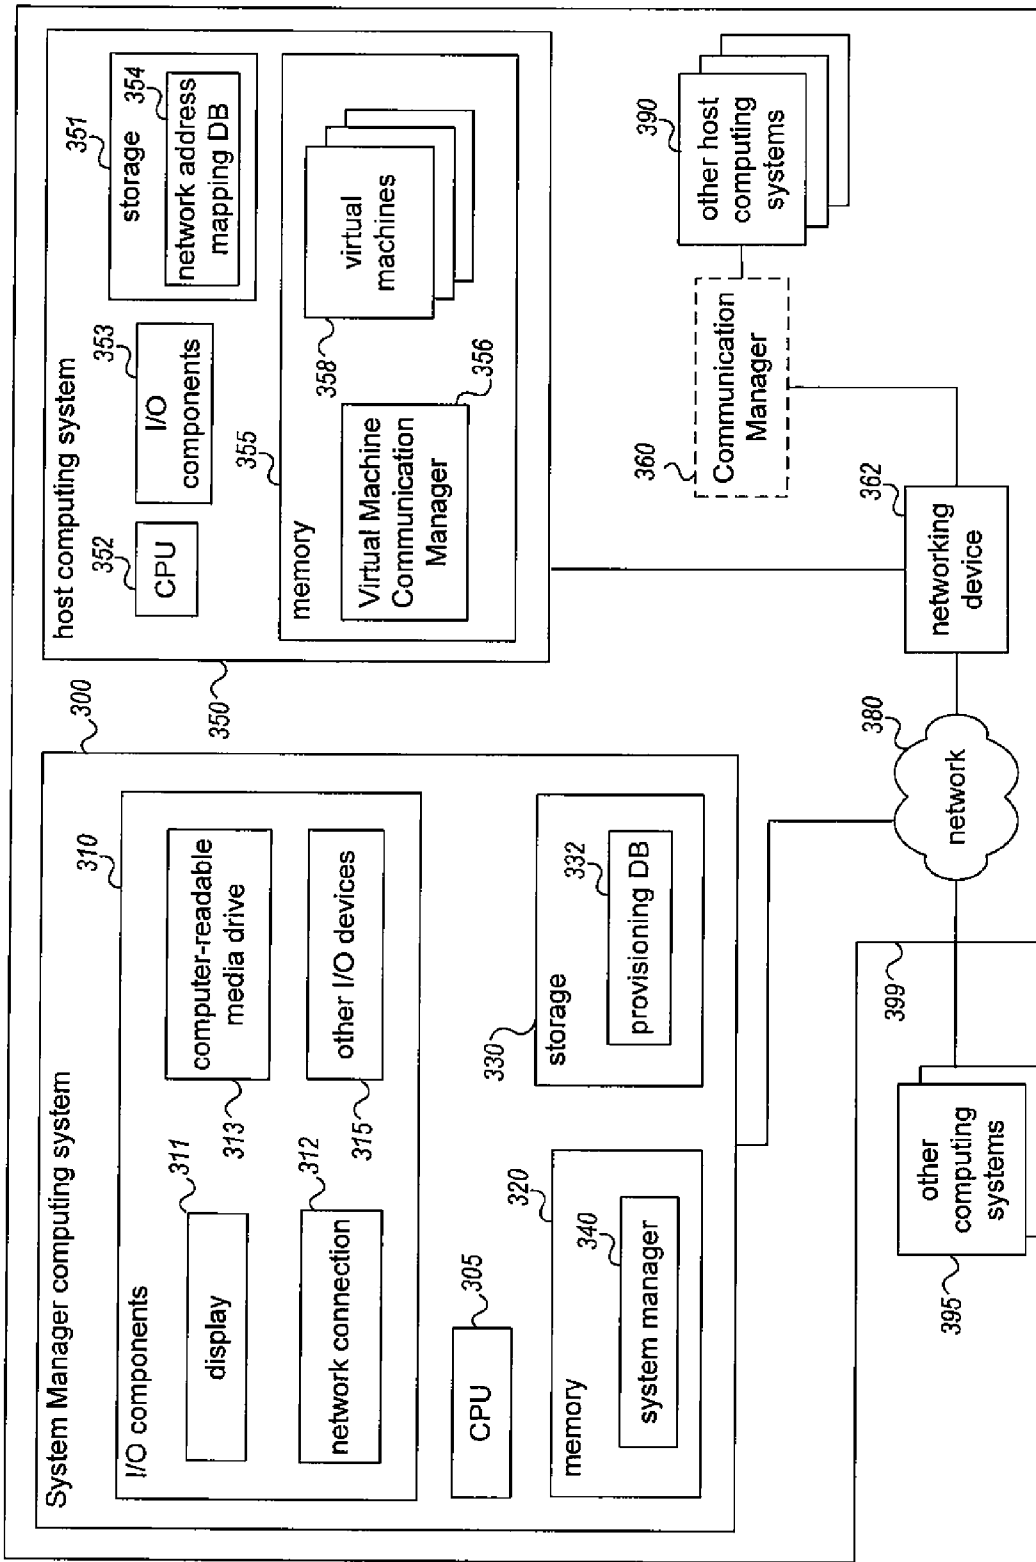 System Manager computing system
300
I/O components
310
display
311
computer-readable
media drive
313
network connection
312
other I/O devices
315
CPU
305
memory
320
system manager
340
storage
330
provisioning DB
332
host computing system
350
CPU
352
I/O
components
353
storage
351
network address
mapping DB
354
memory
355
Virtual Machine
Communication
Manager
356
virtual
machines
358
Communication
Manager
360
other host
computing
systems
390
networking
device
362
network
380
399
other
computing
systems
395